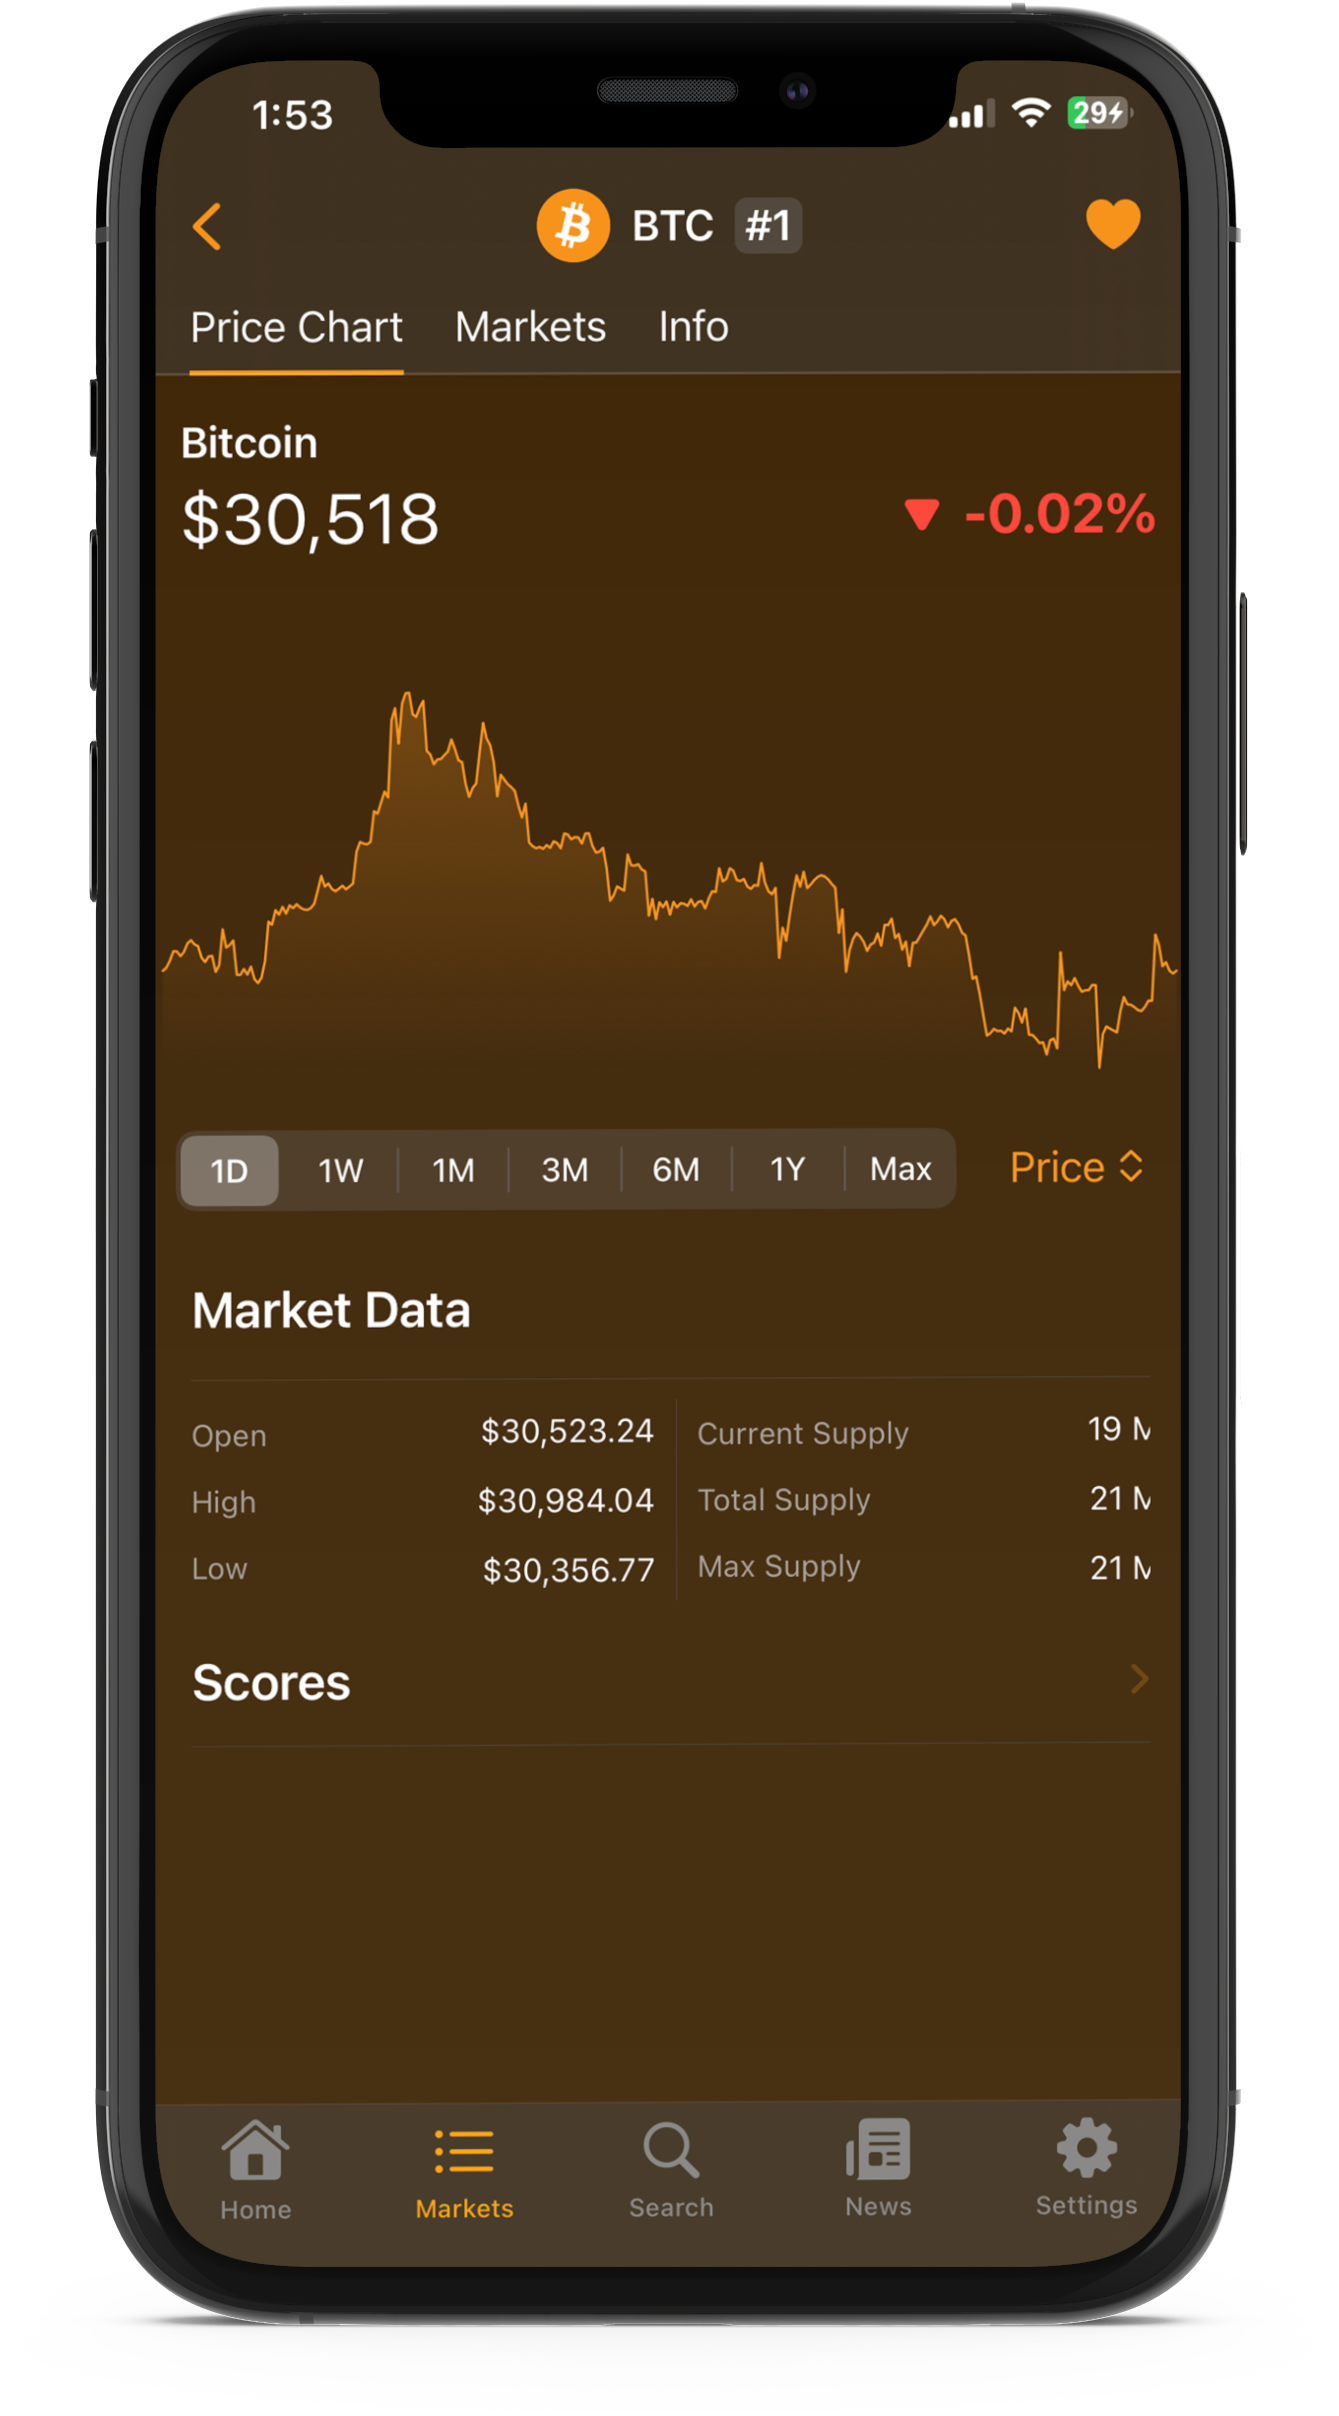 1:53
29
BTC #1
Price Chart Markets Info
Bitcoin
$30,518 -0.02%
1D 1W 1M 3M 6M 1Y Max Price
Market Data
Open $30,523.24 Current Supply 19 M
High $30,984.04 Total Supply 21 M
Low $30,356.77 Max Supply 21 M
Scores
Home Markets Search News Settings